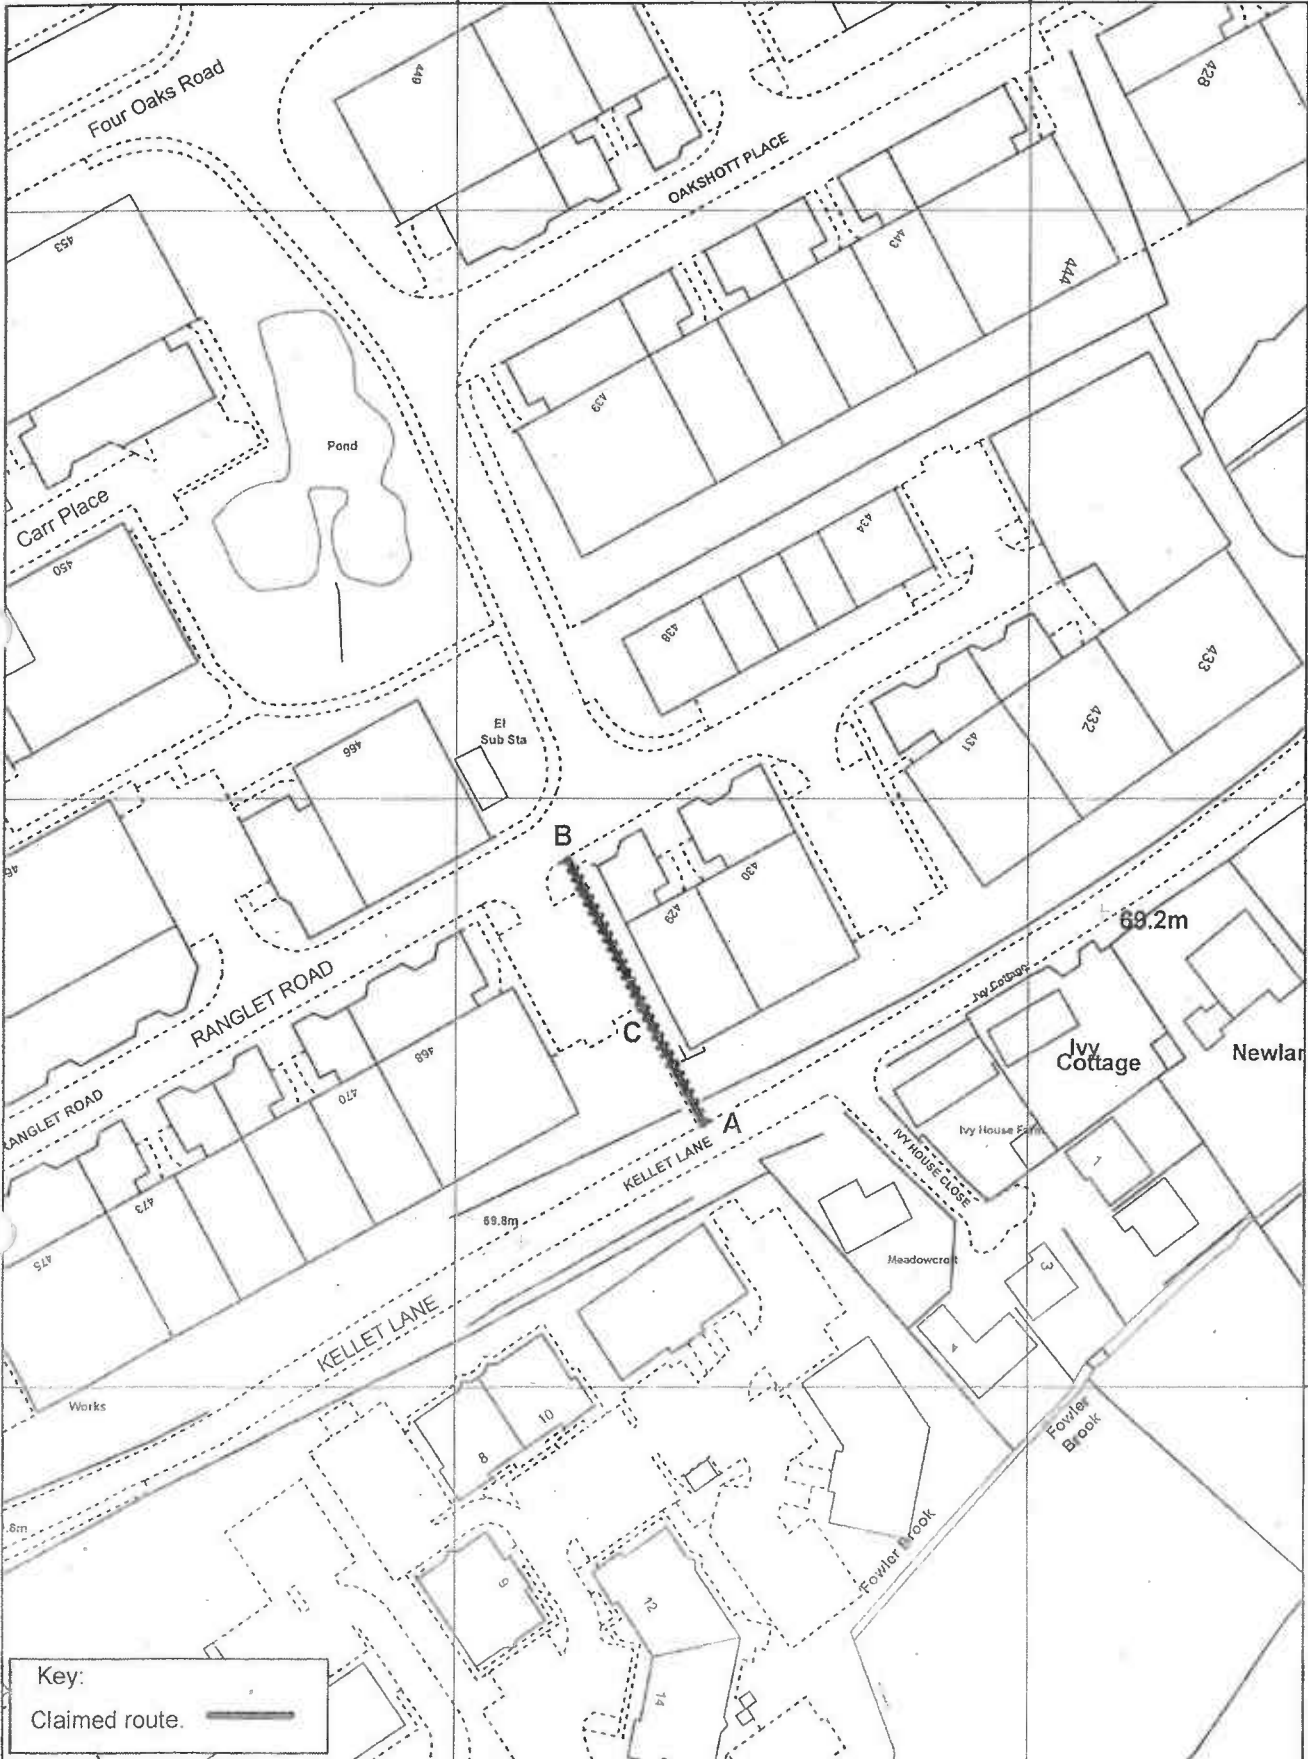 Four Oaks Road
449
428
OAKSHOTT PLACE
453
443
444
439
Pond
Carr Place
450
434
438
433
El
Sub Sta
466
432
431
B
430
429
69.2m
RANGLET ROAD
C
Ivy Cottage
Ivy
Cottage
Newlan
468
470
RANGLET ROAD
A
KELLET LANE
IVY HOUSE CLOSE
Ivy House Farm
1
473
475
69.8m
Meadowcroft
3
4
KELLET LANE
Works
10
8
Fowler
Brook
.8m
Fowler Brook
9
12
14
Key:
Claimed route.